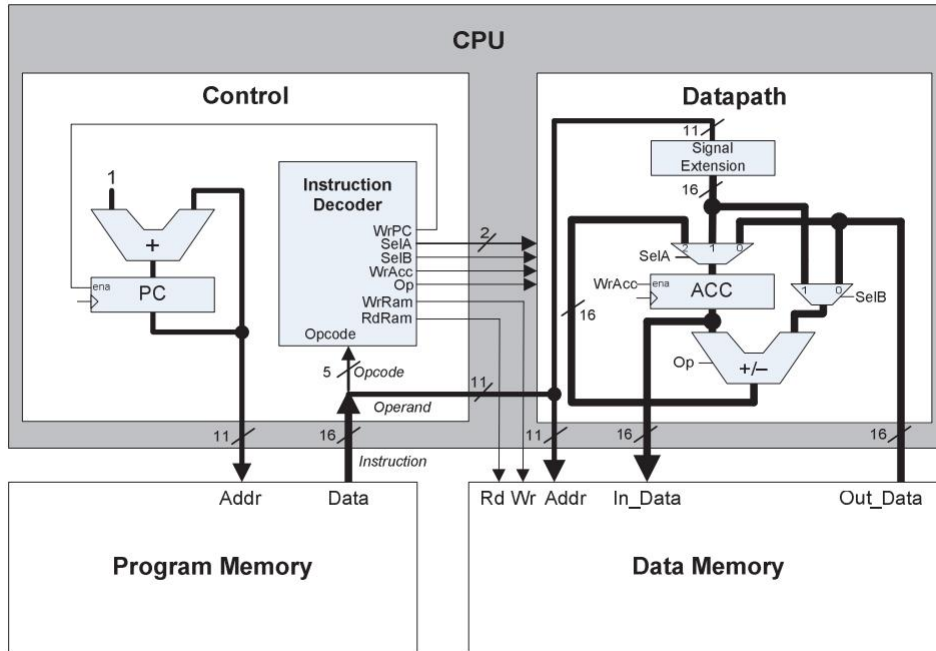 CPU
Control
Datapath
1
+
PC
ena
Instruction
Decoder
WrPC
SelA
SelB
WrAcc
Op
WrRam
RdRam
Opcode
2
5
Opcode
Operand
11
11
16
Instruction
11
Signal
Extension
16
2 1 0
SelA
WrAcc
ena
ACC
1 0
SelB
16
Op
+/–
11
16
16
Addr
Data
Program Memory
Rd
Wr
Addr
In_Data
Out_Data
Data Memory